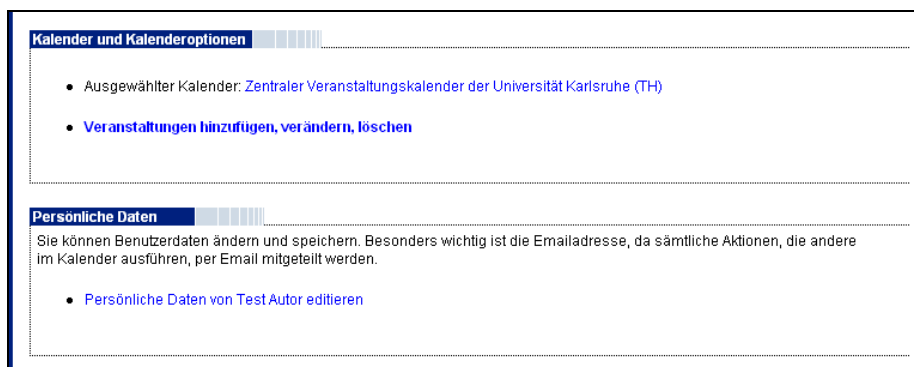 Kalender und Kalenderoptionen
Ausgewählter Kalender: Zentraler Veranstaltungskalender der Universität Karlsruhe (TH)
Veranstaltungen hinzufügen, verändern, löschen
Persönliche Daten
Sie können Benutzerdaten ändern und speichern. Besonders wichtig ist die Emailadresse, da sämtliche Aktionen, die andere
im Kalender ausführen, per Email mitgeteilt werden.
Persönliche Daten von Test Autor editieren